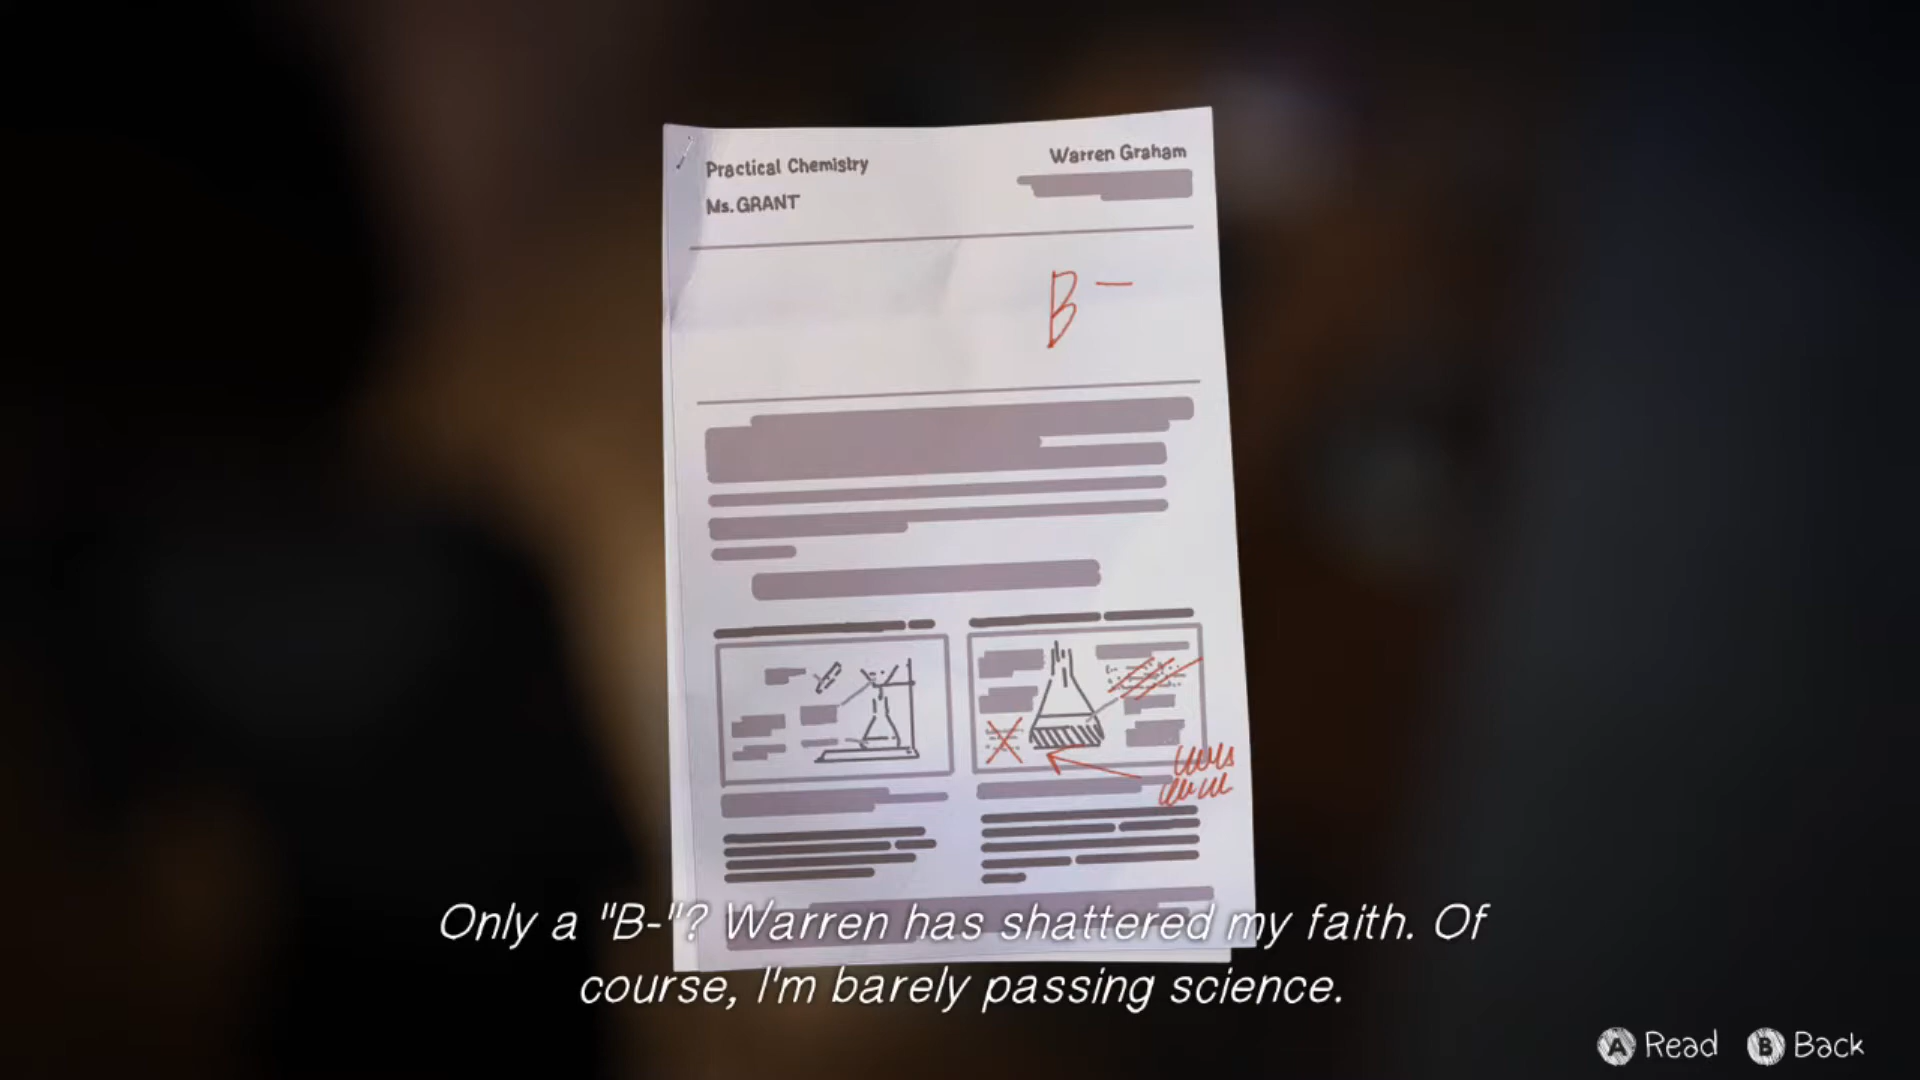 Practical Chemistry
Warren Graham
Ms. GRANT
B-
Only a "B-"? Warren has shattered my faith. Of
course, I'm barely passing science.
A Read B Back